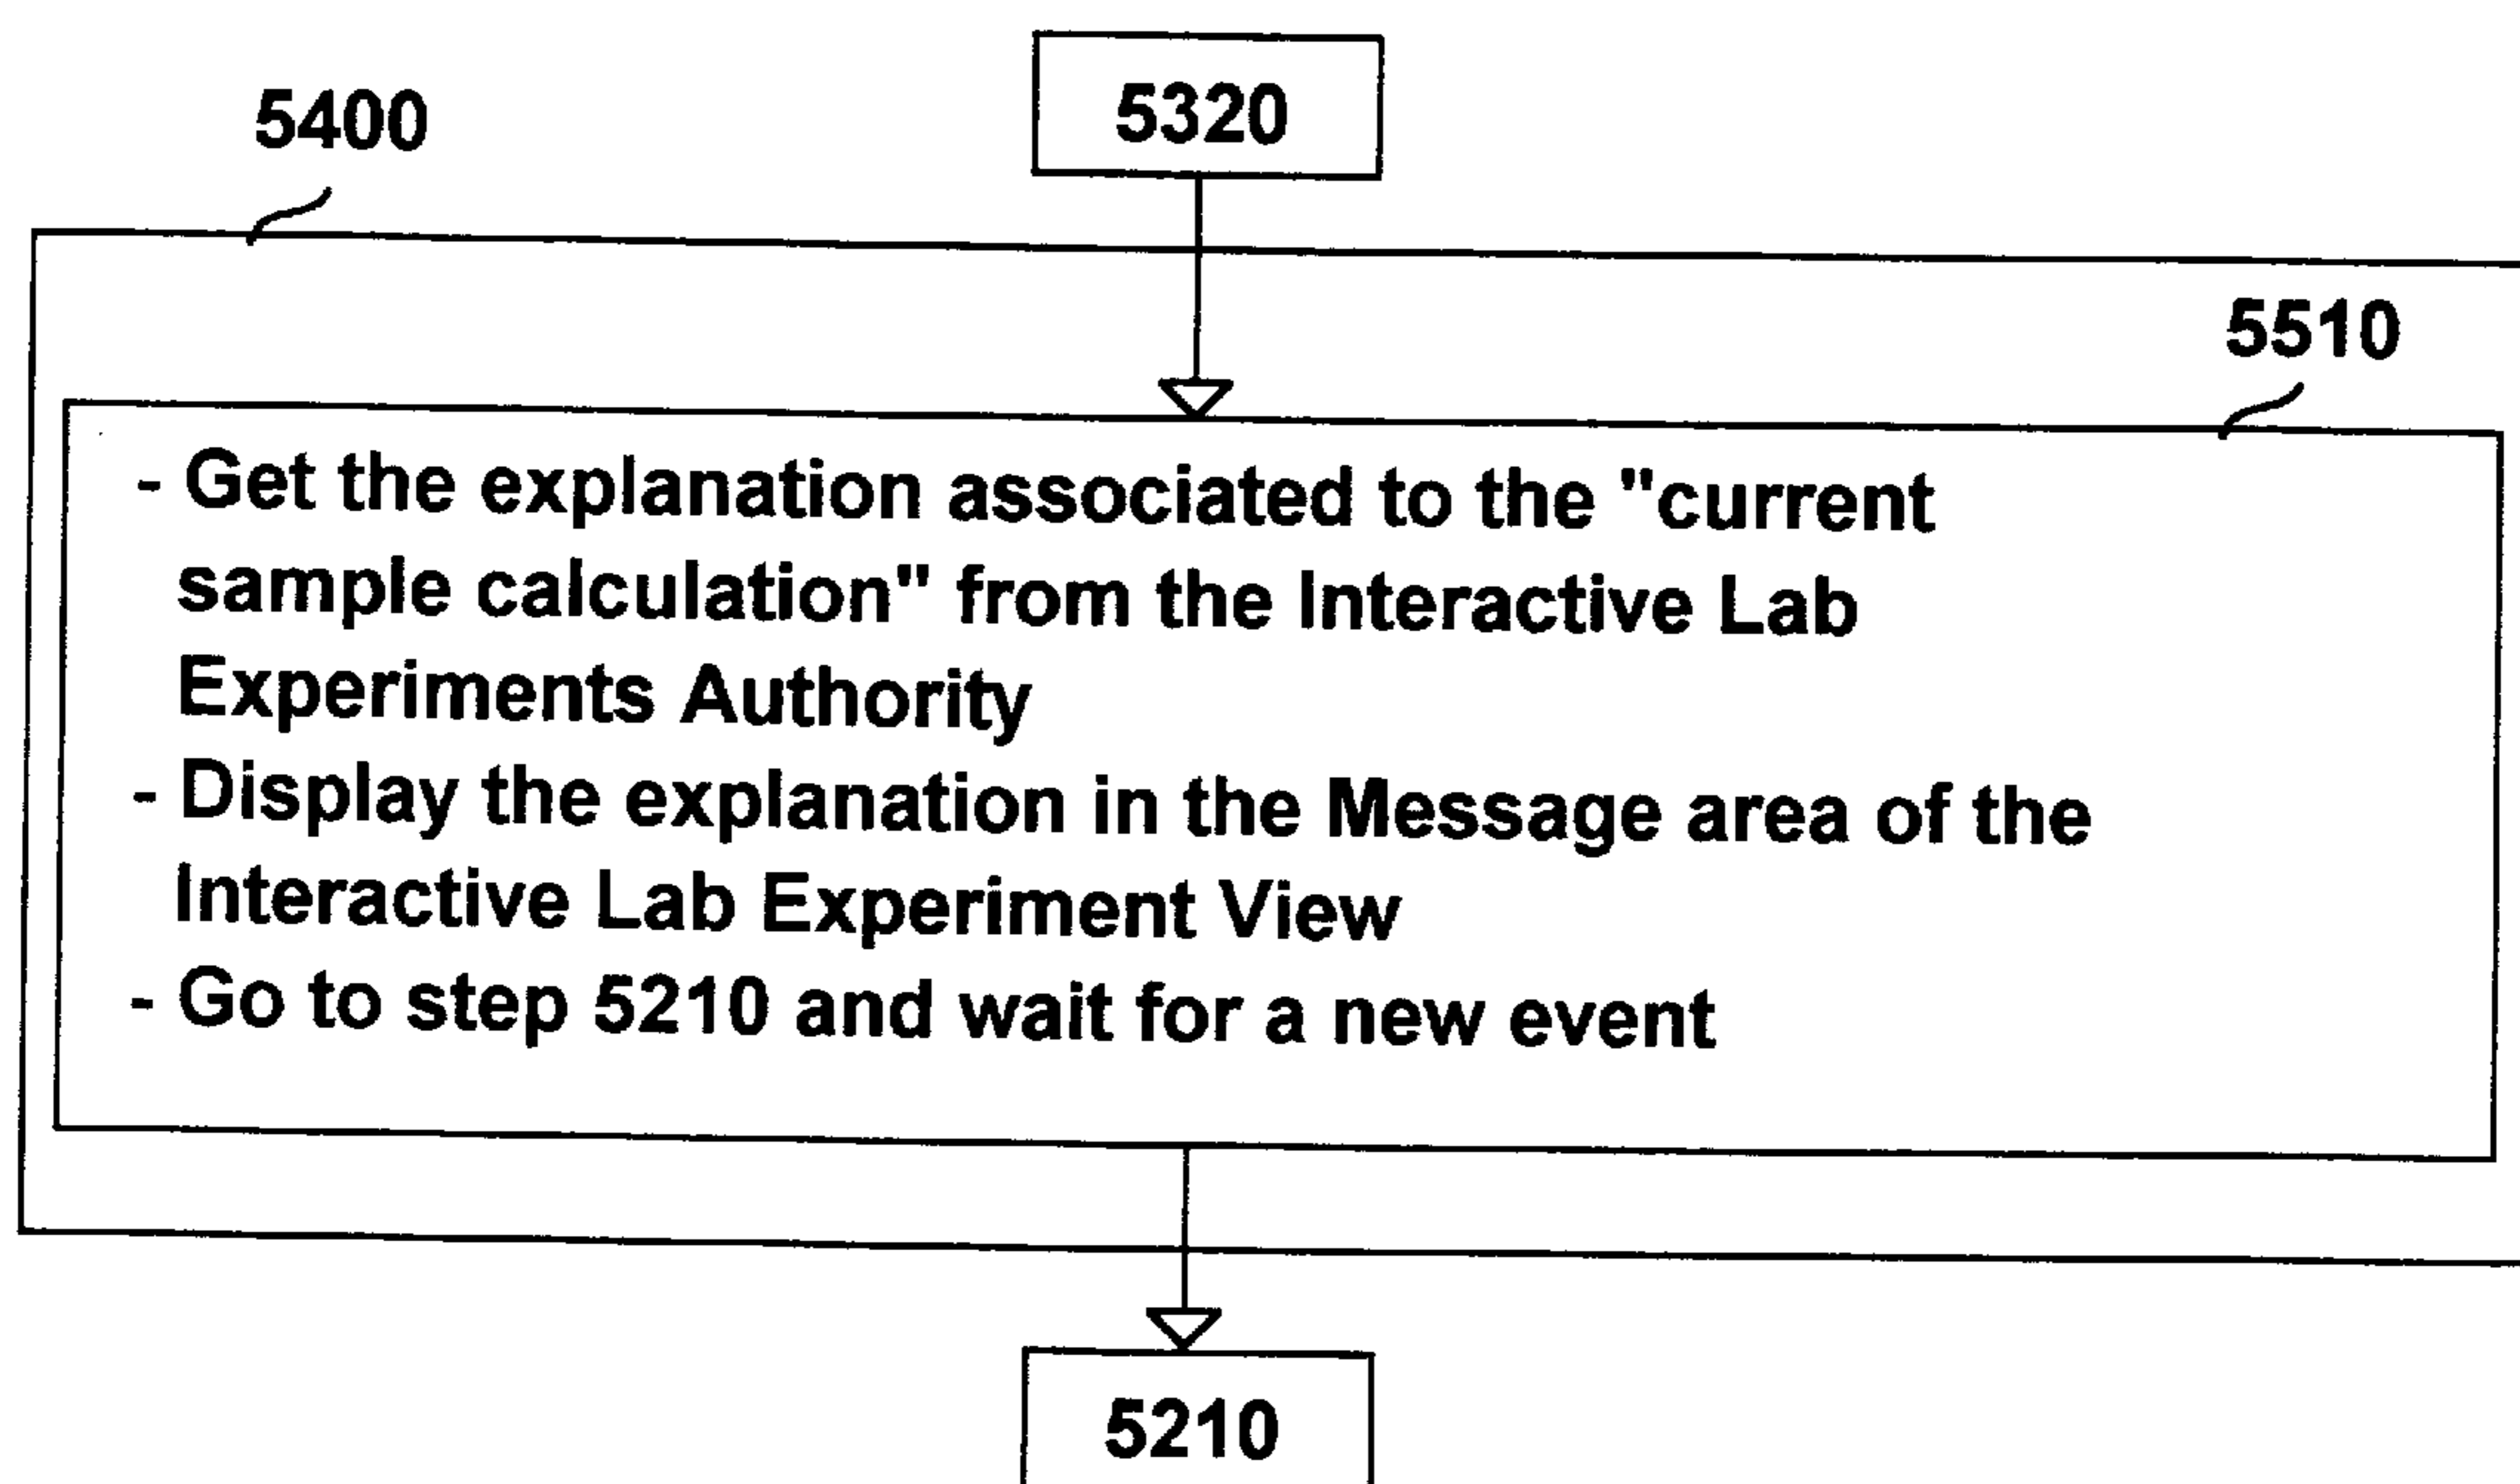 5320
5400
5510
- Get the explanation associated to the "current
sample calculation" from the Interactive Lab
Experiments Authority
- Display the explanation in the Message area of the
Interactive Lab Experiment View
- Go to step 5210 and wait for a new event
5210